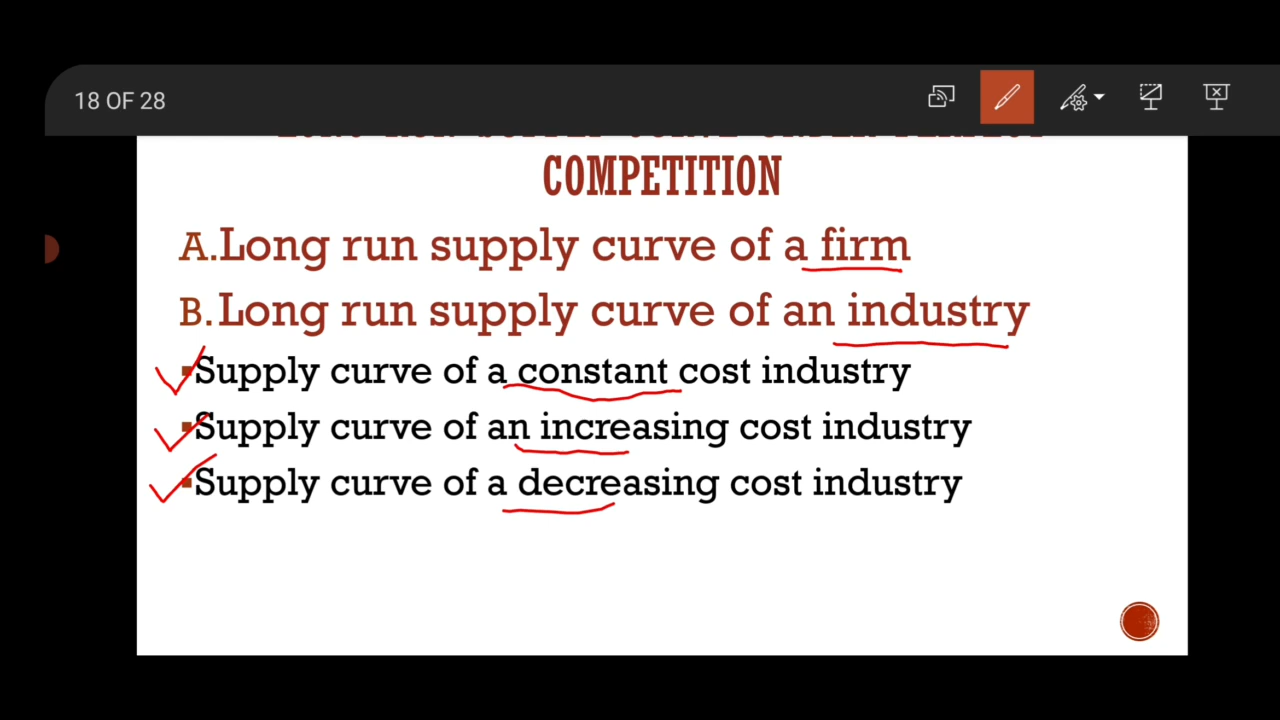 18 OF 28
COMPETITION
A.Long run supply curve of a firm
B.Long run supply curve of an industry
▪Supply curve of a constant cost industry
▪Supply curve of an increasing cost industry
▪Supply curve of a decreasing cost industry